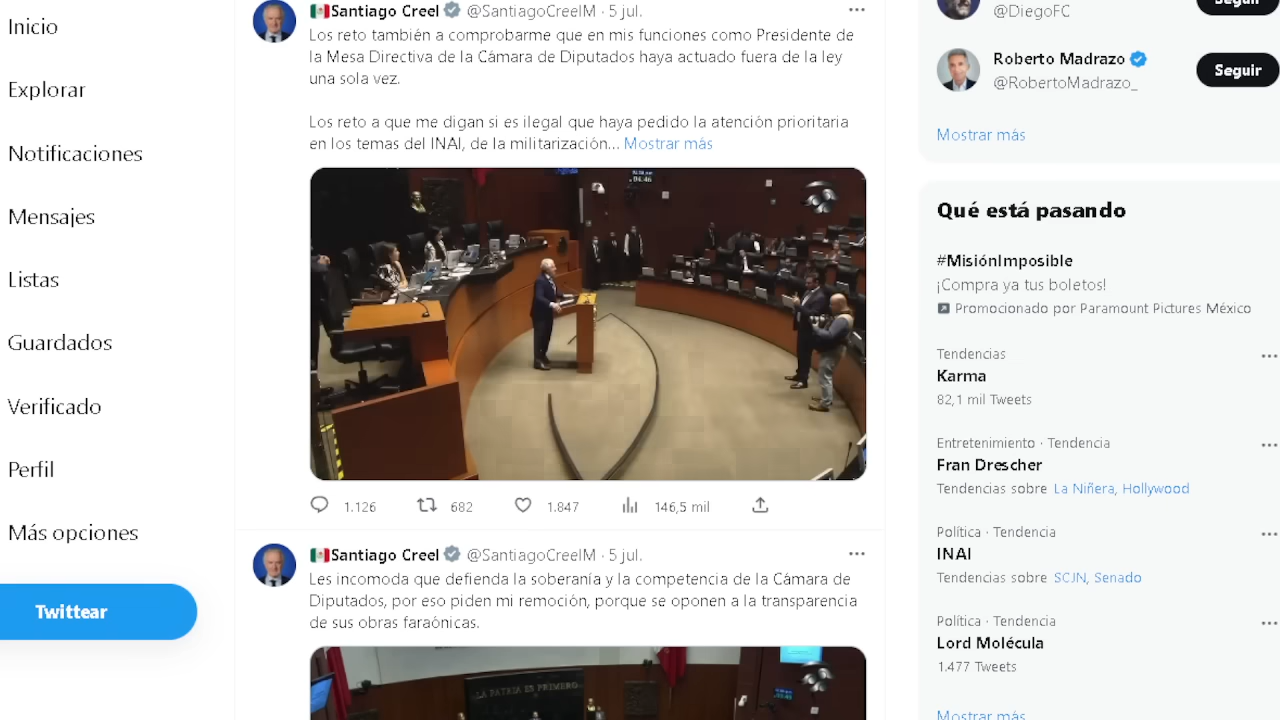 Inicio
Explorar
Notificaciones
Mensajes
Listas
Guardados
Verificado
Perfil
Más opciones
Twittear
Santiago Creel @SantiagoCreelM · 5 jul.
Los reto también a comprobarme que en mis funciones como Presidente de
la Mesa Directiva de la Cámara de Diputados haya actuado fuera de la ley
una sola vez.
Los reto a que me digan si es ilegal que haya pedido la atención prioritaria
en los temas del INAI, de la militarización... Mostrar más
1.126 682 1.847 146,5 mil
Santiago Creel @SantiagoCreelM · 5 jul.
Les incomoda que defienda la soberanía y la competencia de la Cámara de
Diputados, por eso piden mi remoción, porque se oponen a la transparencia
de sus obras faraónicas.
LA PATRIA ES PRIMERO
@DiegoFC
Seguir
Roberto Madrazo
@RobertoMadrazo_
Seguir
Mostrar más
Qué está pasando
#MisiónImposible
¡Compra ya tus boletos!
Promocionado por Paramount Pictures México
Tendencias
Karma
82,1 mil Tweets
Entretenimiento · Tendencia
Fran Drescher
Tendencias sobre La Niñera, Hollywood
Política · Tendencia
INAI
Tendencias sobre SCJN, Senado
Política · Tendencia
Lord Molécula
1.477 Tweets
Mostrar más